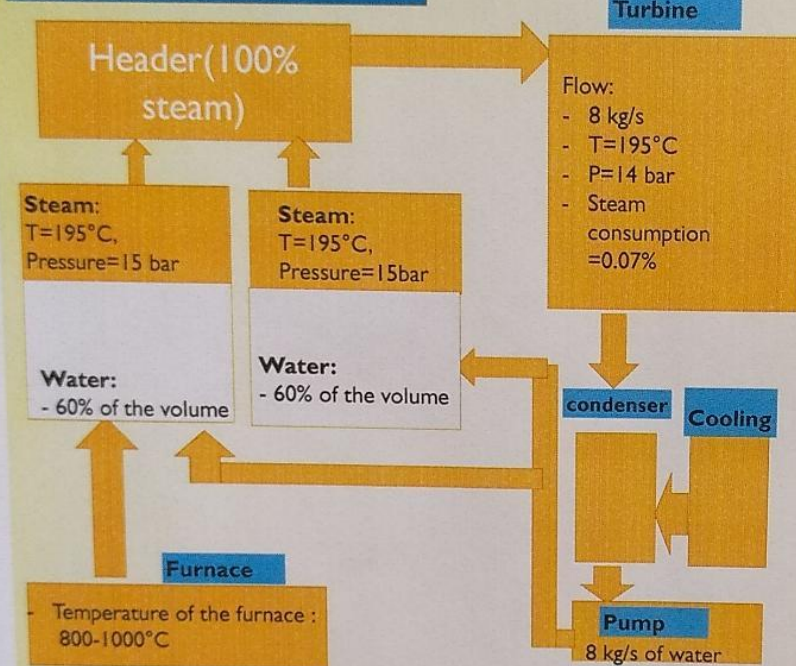 Turbine
Header(100%
steam)
Flow:
- 8 kg/s
- T=195°C
- P=14 bar
- Steam
consumption
=0.07%
Steam:
T=195°C,
Pressure=15 bar
Steam:
T=195°C,
Pressure=15bar
Water:
- 60% of the volume
Water:
- 60% of the volume
condenser
Cooling
Furnace
- Temperature of the furnace :
800-1000°C
Pump
8 kg/s of water